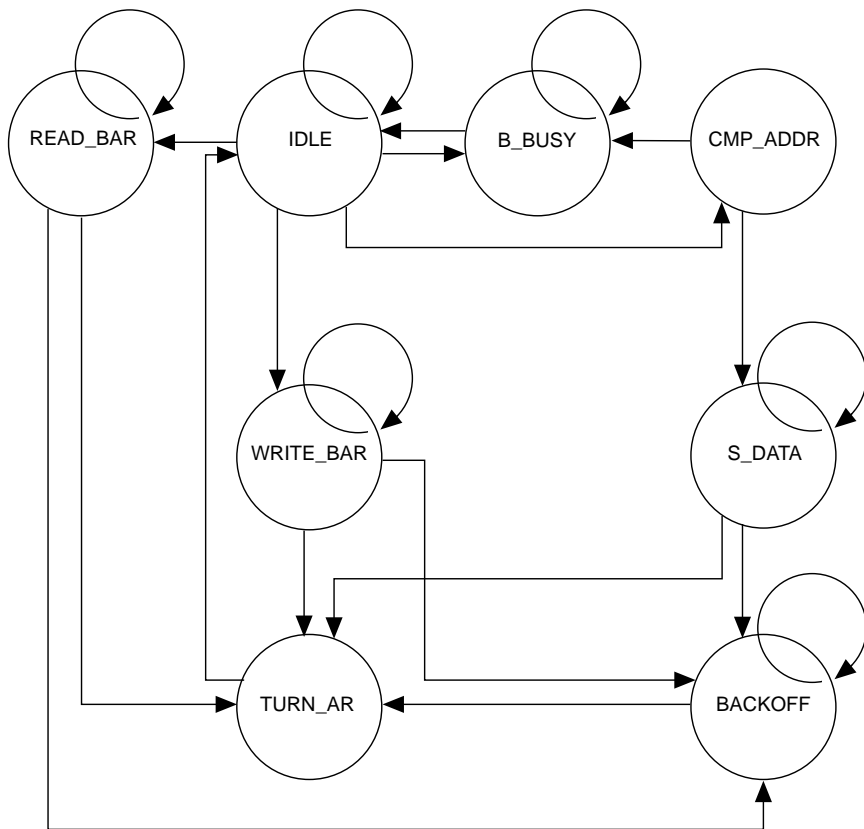 READ_BAR
IDLE
B_BUSY
CMP_ADDR
WRITE_BAR
S_DATA
TURN_AR
BACKOFF